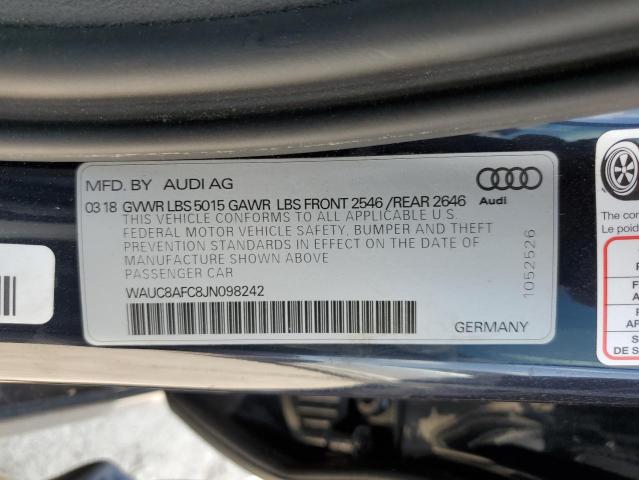 MFD. BY AUDI AG
Audi
03 18 GVWR LBS 5015 GAWR LBS FRONT 2546 /REAR 2646
THIS VEHICLE CONFORMS TO ALL APPLICABLE U.S.
FEDERAL MOTOR VEHICLE SAFETY, BUMPER AND THEFT
PREVENTION STANDARDS IN EFFECT ON THE DATE OF
MANUFACTURE SHOWN ABOVE
PASSENGER CAR
WAUC8AFC8JN098242
GERMANY
1052526
The co
Le poid
F
AP
S
DE S